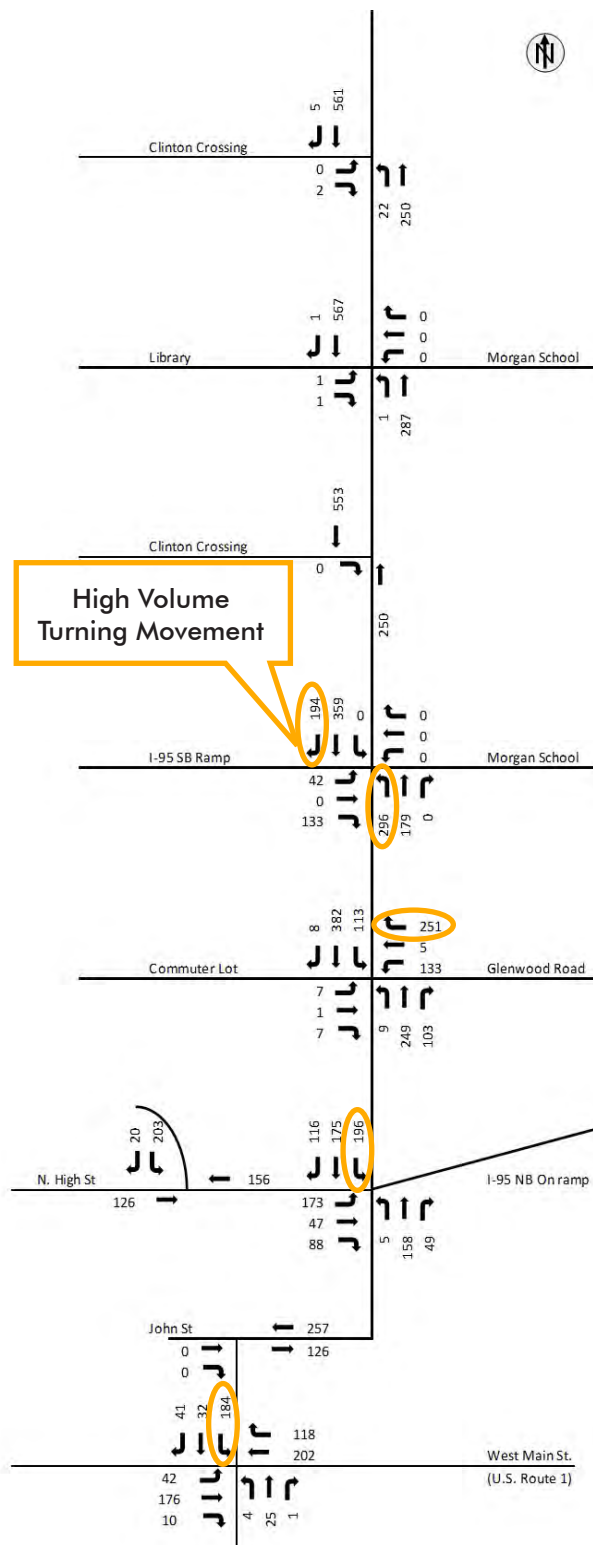 N
5 561
Clinton Crossing
0
2
22 250
1 567
0
0
Library
0
Morgan School
1
1
1 287
553
Clinton Crossing
0
250
High Volume
Turning Movement
194 359 0
0
0
0
I-95 SB Ramp
Morgan School
42
0
133
296 179 0
8 382 113
251
5
Commuter Lot
133
Glenwood Road
7
1
7
9 249 103
20 203
116 175 196
N. High St
156
I-95 NB On ramp
126
173
47
88
5 158 49
John St
257
0
126
0
41 32 184
118
202
West Main St.
42
(U.S. Route 1)
176
10
4 25 1